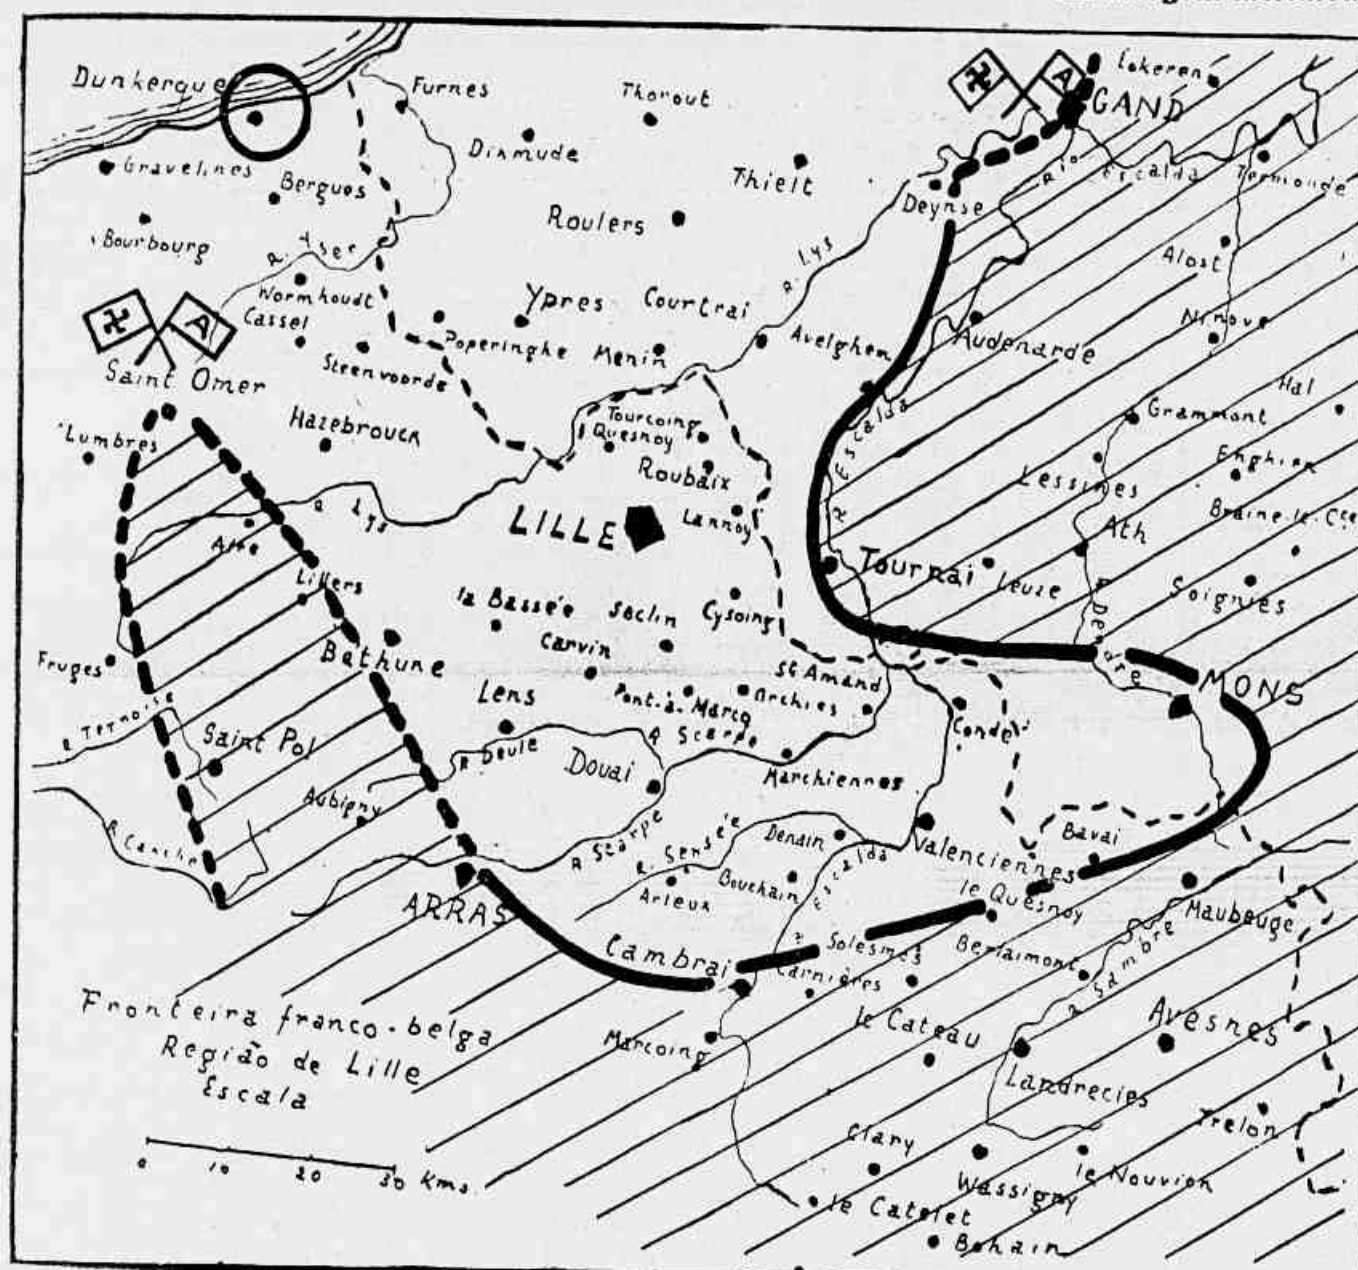 Dunkerque
Furnes
Thorout
Lokeren
A
GAND
Gravelines
Bergues
Dixmude
Thielt
R. Escalda
Termonde
Deynse
Roulers
Bourbourg
R. Yser
R. Lys
Alost
Wormhoudt
Cassel
Ypres
Courtrai
Ninove
A
Poperinghe
Menin
Avelghem
Audenarde
Saint Omer
Steenvoorde
Hal
Lumbres
Hazebrouck
Tourcoing
Quesnoy
R Escalda
Grammont
Roubaix
Lessines
Enghien
R Lys
LILLE
Lannoy
Ath
Braine-le-Cte
Aire
Lillers
Tournai
Leuze
Soignies
la Bassée
Seclin
Cysoing
R Dendre
Carvin
Fruges
Bethune
St Amand
Lens
Pont-à-Marcq
Orchies
MONS
R Ternoise
Saint Pol
R Deule
R Scarpe
Condé
Douai
Marchiennes
Aubigny
R Canche
R Scarpe
R. Sensée
Denain
Valenciennes
Bavai
Arleux
Bouchain
R Escalda
le Quesnoy
Maubeuge
ARRAS
Cambrai
Solesmes
Berlaimont
R Sambre
Carnières
Fronteira franco-belga
Região de Lille
Escala
0 10 20 30 Kms.
Marcoing
le Cateau
Avesnes
Landrecies
Trelon
Clary
Wassigny
le Nouvion
le Catelet
Bohain